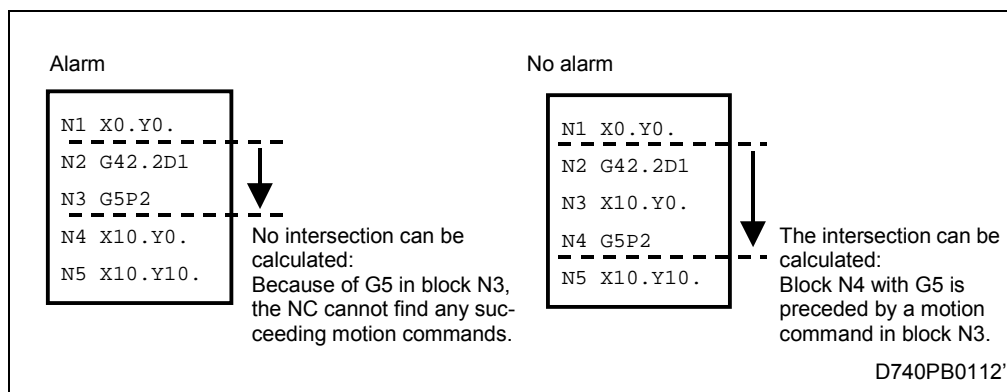 Alarm
N1 X0.Y0.
N2 G42.2D1
N3 G5P2
N4 X10.Y0.
N5 X10.Y10.
No intersection can be
calculated:
Because of G5 in block N3,
the NC cannot find any suc-
ceeding motion commands.
No alarm
N1 X0.Y0.
N2 G42.2D1
N3 X10.Y0.
N4 G5P2
N5 X10.Y10.
The intersection can be
calculated:
Block N4 with G5 is
preceded by a motion
command in block N3.
D740PB0112'